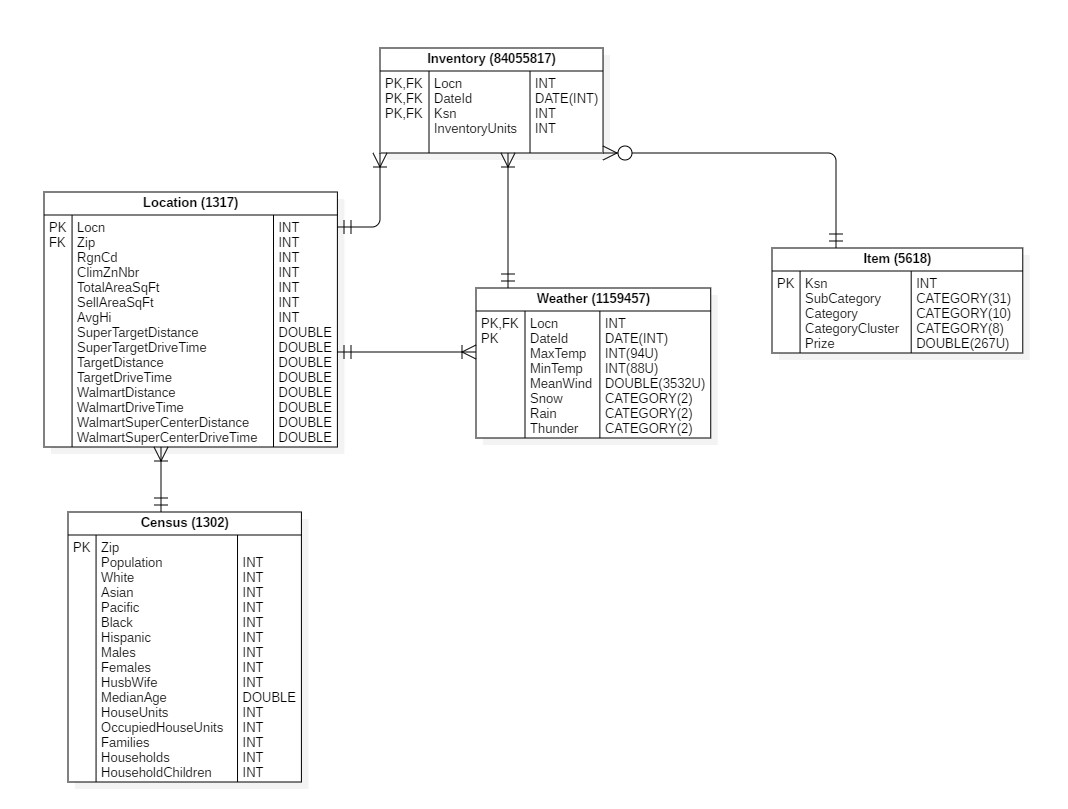 Inventory (84055817)
PK,FK Locn INT
PK,FK DateId DATE(INT)
PK,FK Ksn INT
InventoryUnits INT
Location (1317)
PK Locn INT
FK Zip INT
RgnCd INT
ClimZnNbr INT
TotalAreaSqFt INT
SellAreaSqFt INT
AvgHi INT
SuperTargetDistance DOUBLE
SuperTargetDriveTime DOUBLE
TargetDistance DOUBLE
TargetDriveTime DOUBLE
WalmartDistance DOUBLE
WalmartDriveTime DOUBLE
WalmartSuperCenterDistance DOUBLE
WalmartSuperCenterDriveTime DOUBLE
Weather (1159457)
PK,FK Locn INT
PK DateId DATE(INT)
MaxTemp INT(94U)
MinTemp INT(88U)
MeanWind DOUBLE(3532U)
Snow CATEGORY(2)
Rain CATEGORY(2)
Thunder CATEGORY(2)
Item (5618)
PK Ksn INT
SubCategory CATEGORY(31)
Category CATEGORY(10)
CategoryCluster CATEGORY(8)
Prize DOUBLE(267U)
Census (1302)
PK Zip
Population INT
White INT
Asian INT
Pacific INT
Black INT
Hispanic INT
Males INT
Females INT
HusbWife INT
MedianAge DOUBLE
HouseUnits INT
OccupiedHouseUnits INT
Families INT
Households INT
HouseholdChildren INT